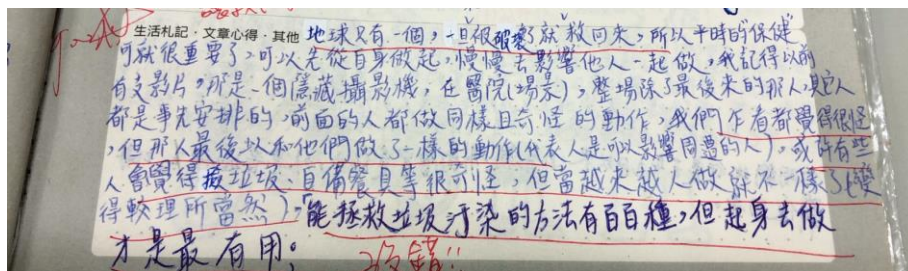 生活札記·文章心得·其他 地球只有一個,一旦被破壞了就救回來,所以平時的"保健"
可就很重要了,可以先從自身做起,慢慢去影響他人一起做,我記得以前
有支影片,那是一個隱藏攝影機,在醫院(場景),整場除了最後來的那人,其它人
都是事先安排的,前面的人都做同樣且奇怪的動作,我們乍看都覺得很怪
,但那人最後以和他們做了一樣的動作(代表人是可以影響周遭的人),或許有些
人會覺得撿垃圾、自備餐具等很奇怪,但當越來越人做就不一樣了(變
得較理所當然),能拯救垃圾汙染的方法有百百種,但起身去做
才是最有用。 沒錯!!